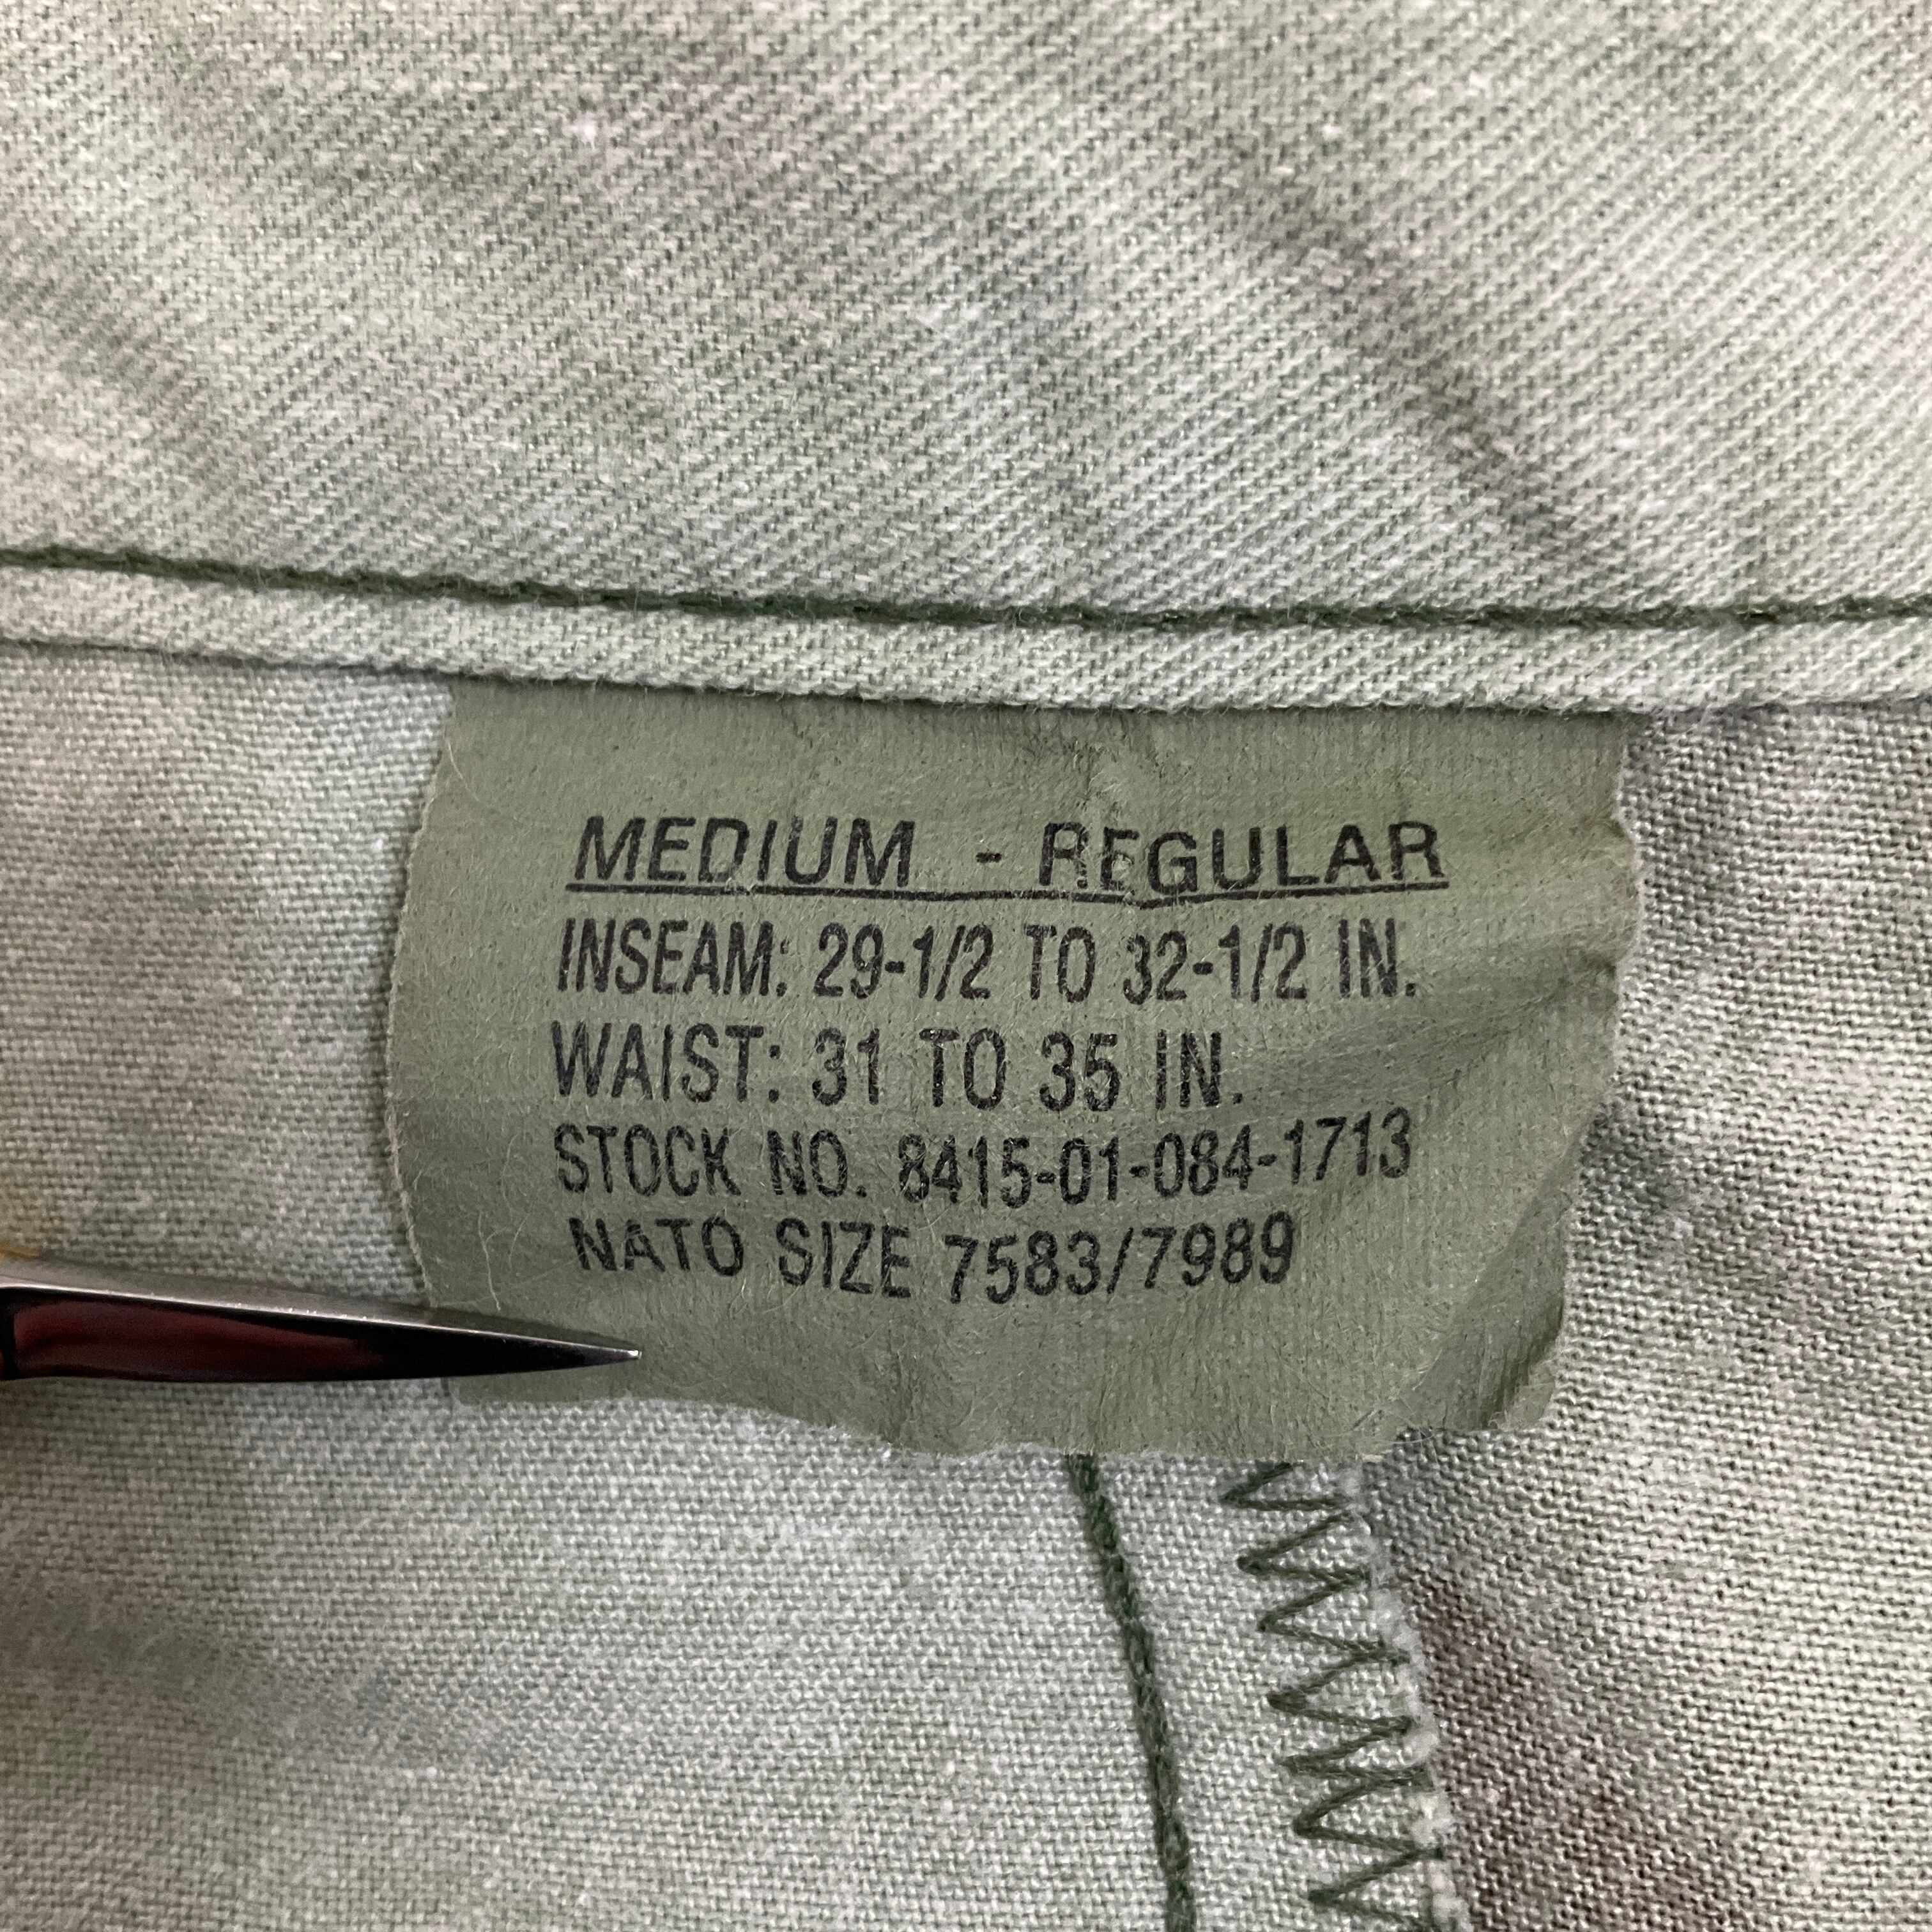 MEDIUM - REGULAR
INSEAM: 29-1/2 TO 32-1/2 IN.
WAIST: 31 TO 35 IN.
STOCK NO. 8415-01-084-1713
NATO SIZE 7583/7989